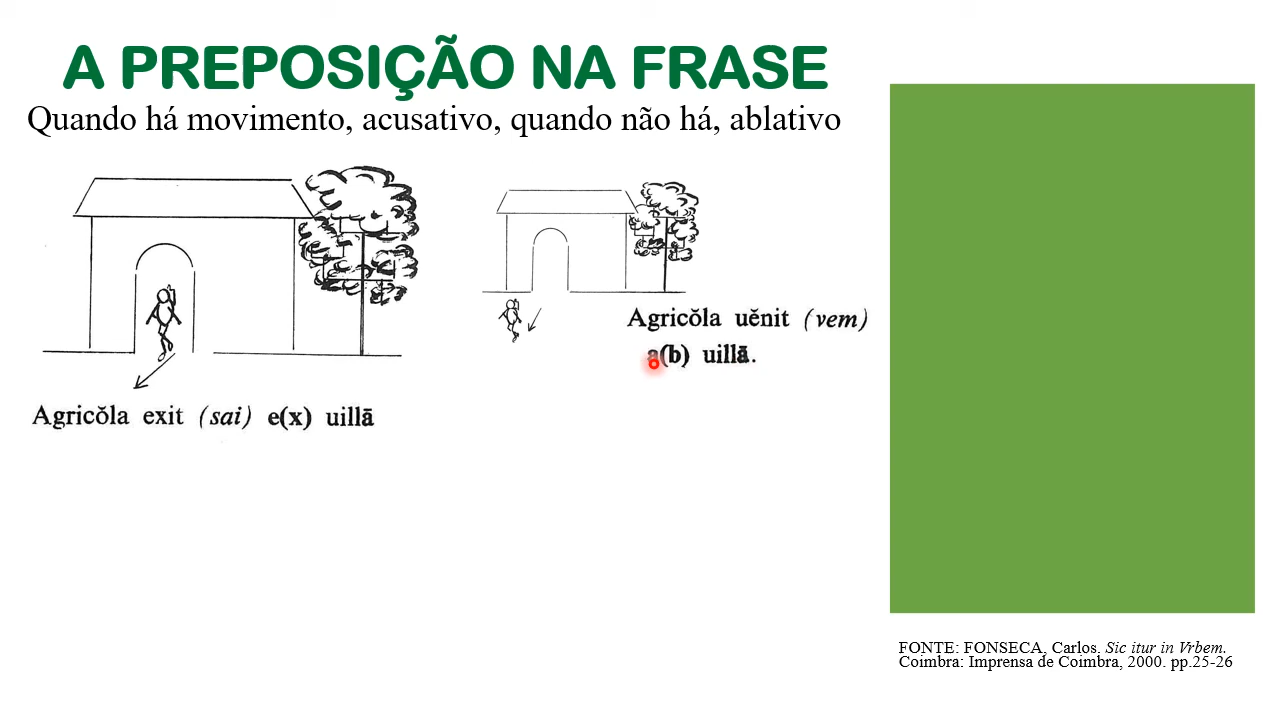 A PREPOSIÇÃO NA FRASE
Quando há movimento, acusativo, quando não há, ablativo
Agricŏla exit (sai) e(x) uillā
Agricŏla uĕnit (vem)
a(b) uillā.
FONTE: FONSECA, Carlos. Sic itur in Vrbem.
Coimbra: Imprensa de Coimbra, 2000. pp.25-26